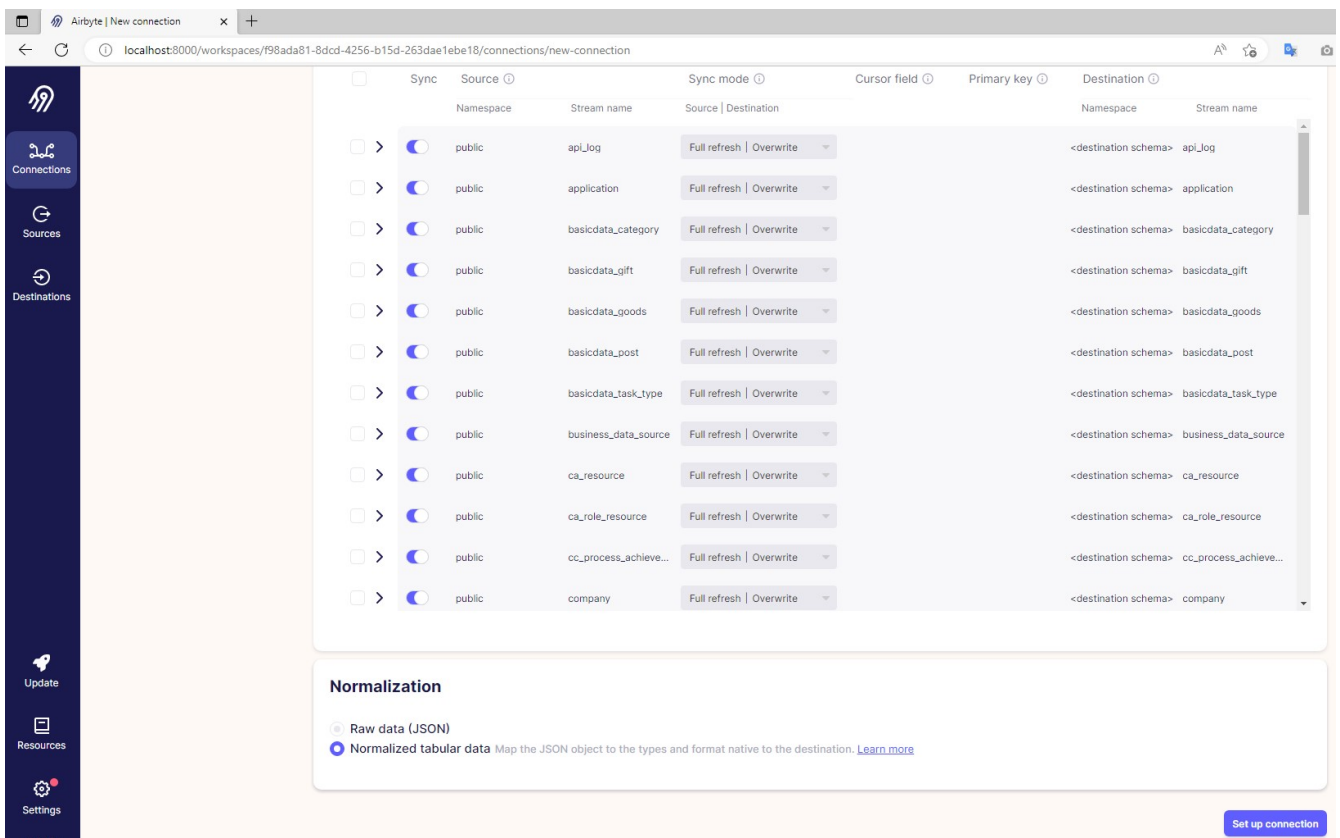 Airbyte | New connection
localhost:8000/workspaces/f98ada81-8dcd-4256-b15d-263dae1ebe18/connections/new-connection
Connections
Sources
Destinations
Update
Resources
Settings
Sync Source Sync mode Cursor field Primary key Destination
Namespace Stream name Source | Destination Namespace Stream name
public api_log Full refresh | Overwrite <destination schema> api_log
public application Full refresh | Overwrite <destination schema> application
public basicdata_category Full refresh | Overwrite <destination schema> basicdata_category
public basicdata_gift Full refresh | Overwrite <destination schema> basicdata_gift
public basicdata_goods Full refresh | Overwrite <destination schema> basicdata_goods
public basicdata_post Full refresh | Overwrite <destination schema> basicdata_post
public basicdata_task_type Full refresh | Overwrite <destination schema> basicdata_task_type
public business_data_source Full refresh | Overwrite <destination schema> business_data_source
public ca_resource Full refresh | Overwrite <destination schema> ca_resource
public ca_role_resource Full refresh | Overwrite <destination schema> ca_role_resource
public cc_process_achieve... Full refresh | Overwrite <destination schema> cc_process_achieve...
public company Full refresh | Overwrite <destination schema> company
Normalization
Raw data (JSON)
Normalized tabular data Map the JSON object to the types and format native to the destination. Learn more
Set up connection